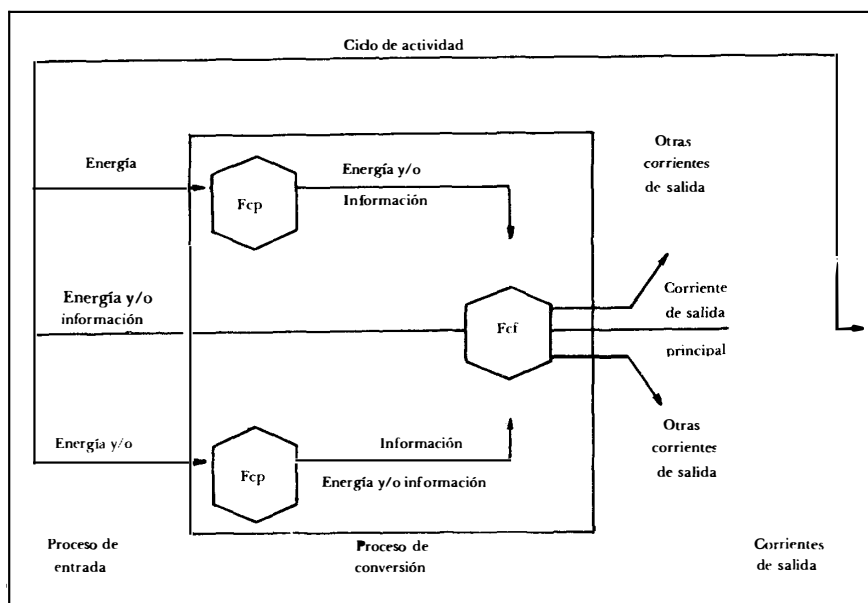 Ciclo de actividad
Otras
corrientes
de salida
Energía
Energía y/o
Información
Fcp
Energía y/o
información
Fcf
Corriente
de salida
principal
Energía y/o
Información
Energía y/o información
Fcp
Otras
corrientes
de salida
Proceso de
entrada
Proceso de
conversión
Corrientes
de salida